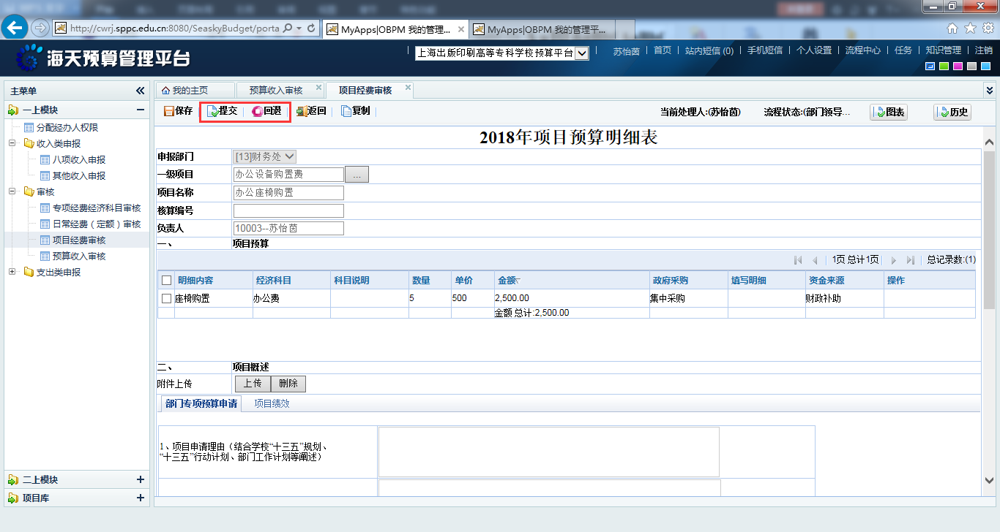 http://cwrj.sppc.edu.cn:8080/SeaskyBudget/porta
MyApps|OBPM 我的管理...
MyApps|OBPM 我的管理平...
海天预算管理平台
上海出版印刷高等专科学校预算平台
苏怡茵 | 首页 | 站内短信 (0) | 手机短信 | 个人设置 | 流程中心 | 任务 | 知识管理 | 注销
主菜单
一上模块
分配经办人权限
收入类申报
八项收入申报
其他收入申报
审核
专项经费经济科目审核
日常经费（定额）审核
项目经费审核
预算收入审核
支出类申报
二上模块
项目库
我的主页 预算收入审核 项目经费审核
保存 提交 回退 返回 复制
当前处理人:(苏怡茵) 流程状态:(部门领导... 图表 历史
2018年项目预算明细表
申报部门 [13]财务处
一级项目 办公设备购置费 ...
项目名称 办公座椅购置
核算编号
负责人 10003--苏怡茵
一、 项目预算
1页 总计1页 总记录数:(1)
明细内容 经济科目 科目说明 数量 单价 金额 政府采购 填写明细 资金来源 操作
座椅购置 办公费 5 500 2,500.00 集中采购 财政补助
金额 总计:2,500.00
二、 项目概述
附件上传 上传 删除
部门专项预算申请 项目绩效
1、项目申请理由（结合学校“十三五”规划、
“十三五”行动计划、部门工作计划等阐述）